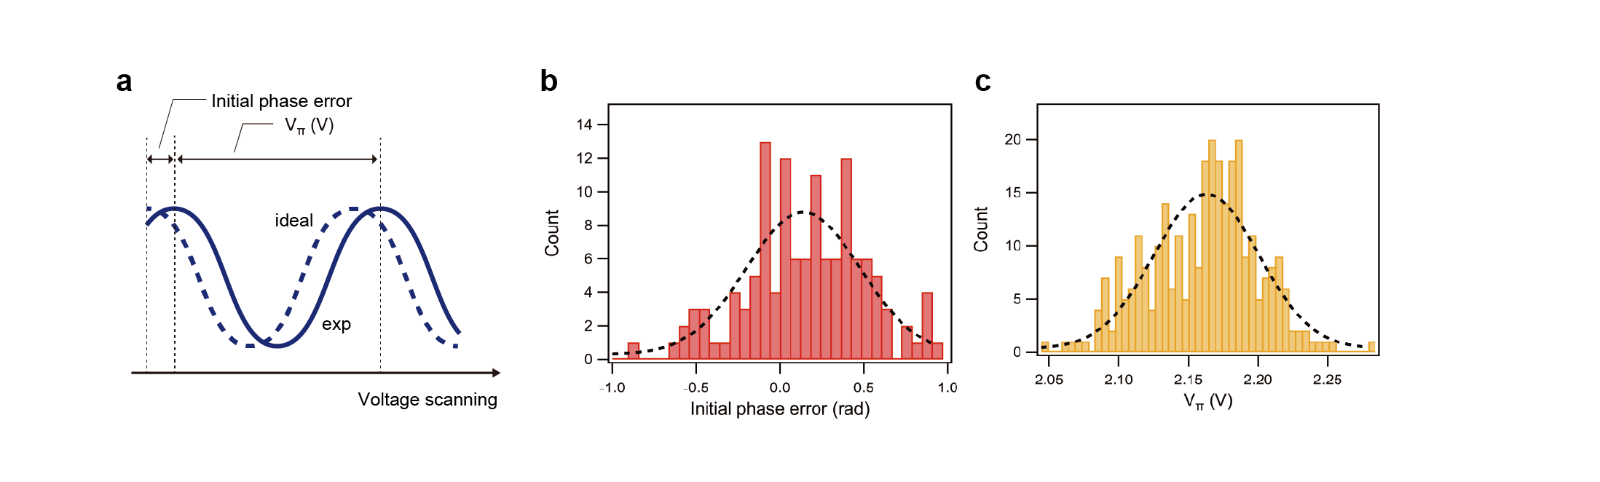 a
Initial phase error
Vπ (V)
ideal
exp
Voltage scanning
b
Count
14
12
10
8
6
4
2
0
-1.0
-0.5
0.0
0.5
1.0
Initial phase error (rad)
c
Count
20
15
10
5
0
2.05
2.10
2.15
2.20
2.25
Vπ (V)